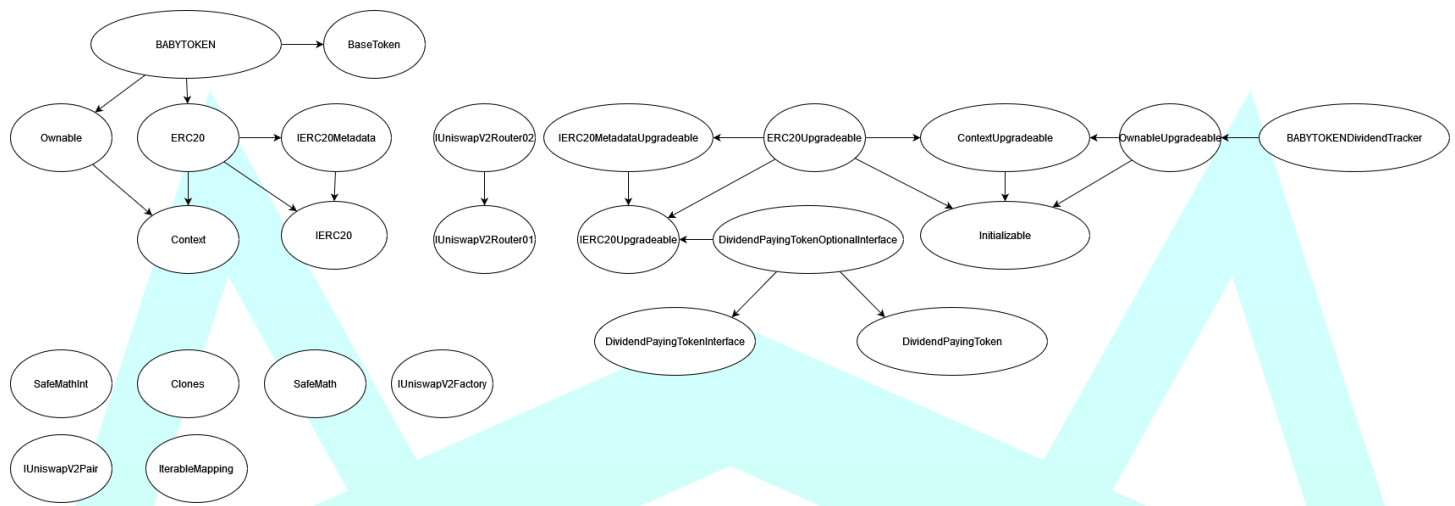 BABYTOKEN
BaseToken
Ownable
ERC20
IERC20Metadata
IUniswapV2Router02
IERC20MetadataUpgradeable
ERC20Upgradeable
ContextUpgradeable
OwnableUpgradeable
BABYTOKENDividendTracker
Context
IERC20
IUniswapV2Router01
IERC20Upgradeable
DividendPayingTokenOptionalInterface
Initializable
DividendPayingTokenInterface
DividendPayingToken
SafeMathInt
Clones
SafeMath
IUniswapV2Factory
IUniswapV2Pair
IterableMapping